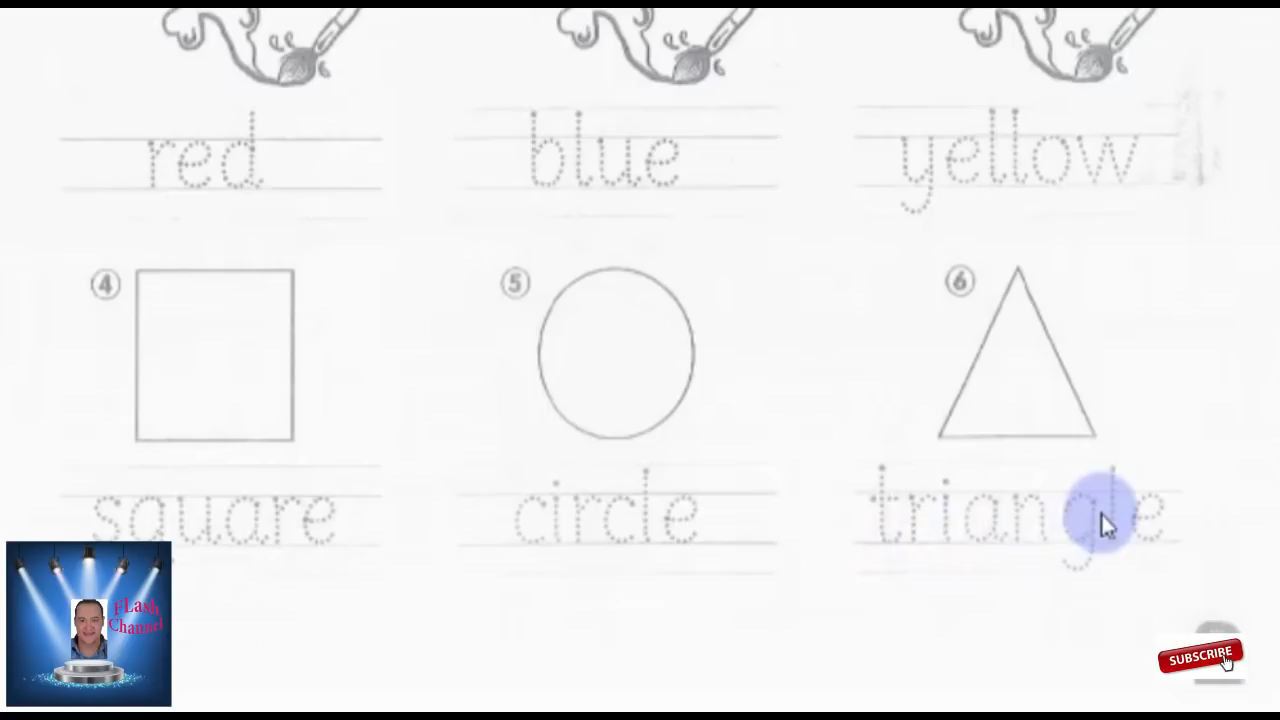 red blue yellow
4 5 6
square circle triangle
FLash
Channel
SUBSCRIBE